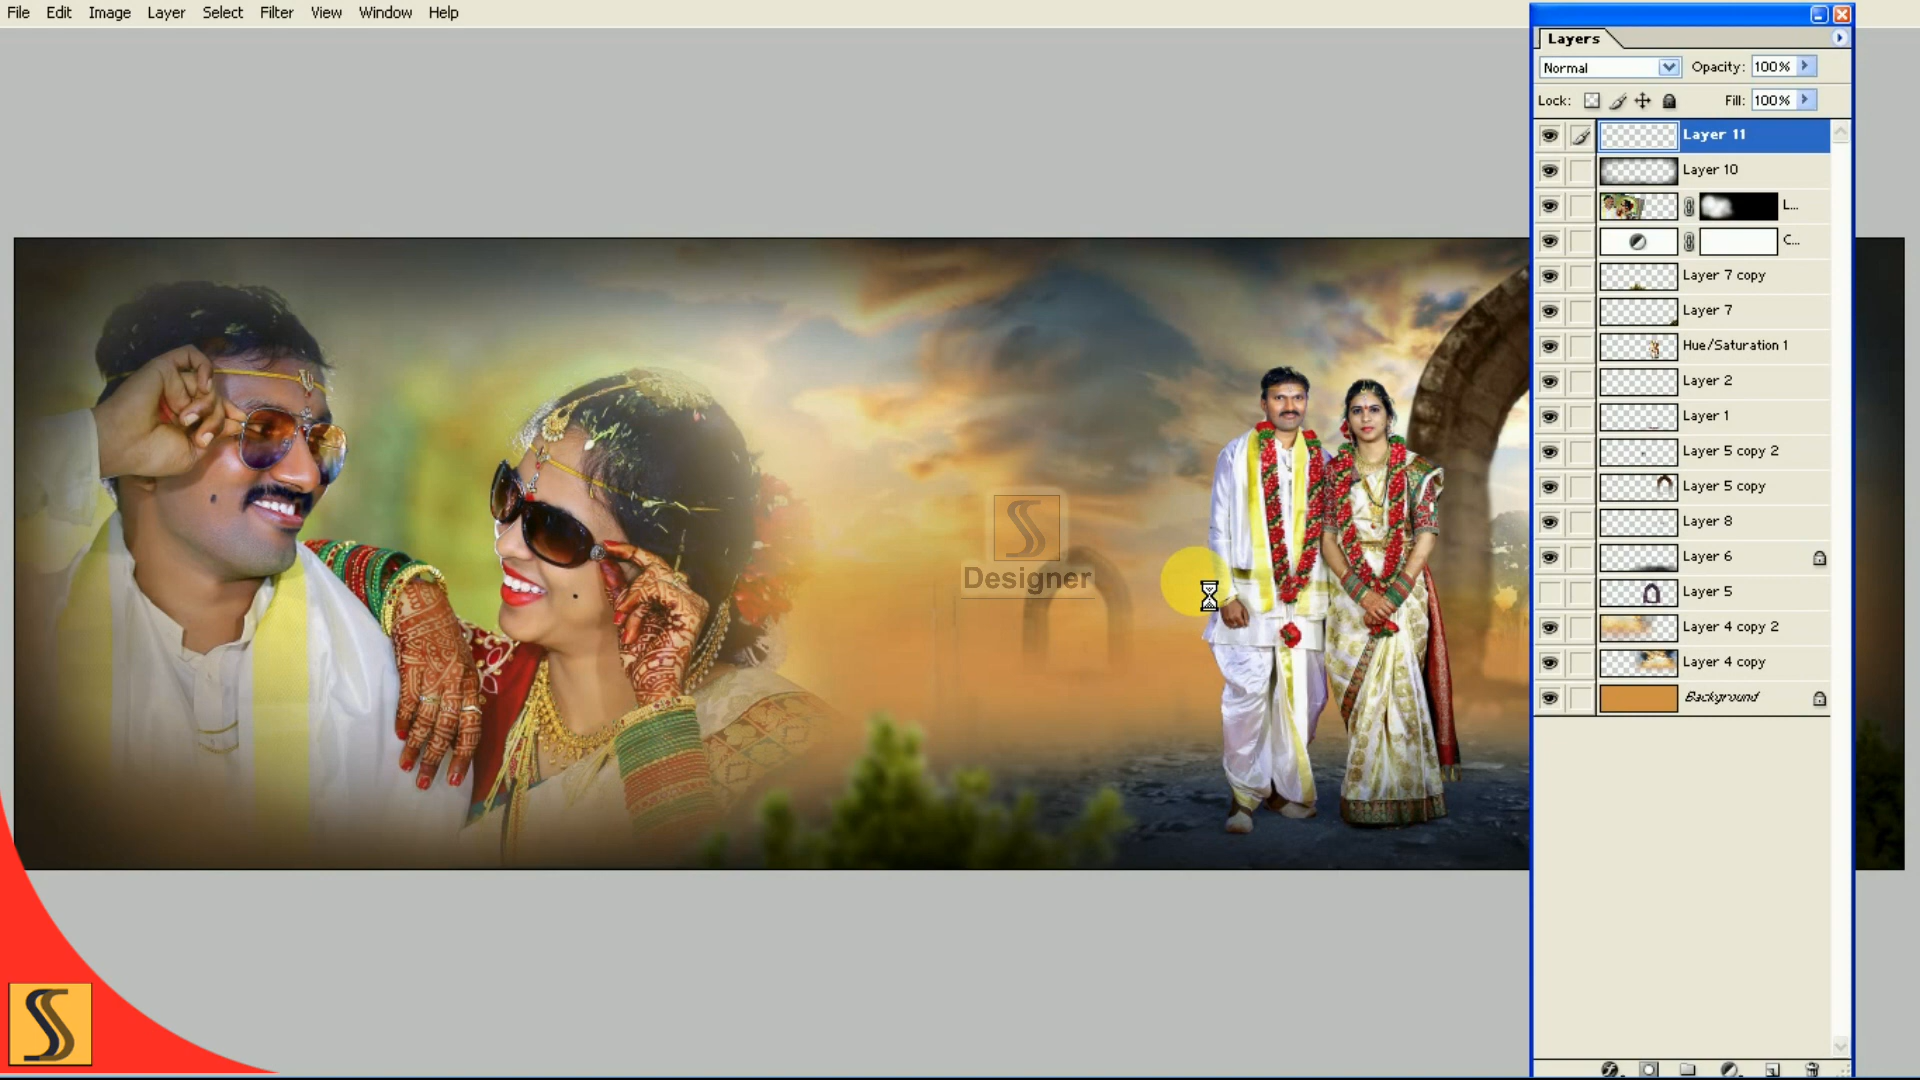 File Edit Image Layer Select Filter View Window Help
Layers
Normal Opacity: 100%
Lock: Fill: 100%
Layer 11
Layer 10
L...
C...
Layer 7 copy
Layer 7
Hue/Saturation 1
Layer 2
Layer 1
Layer 5 copy 2
Layer 5 copy
Layer 8
Layer 6
Layer 5
Layer 4 copy 2
Layer 4 copy
Background
Designer